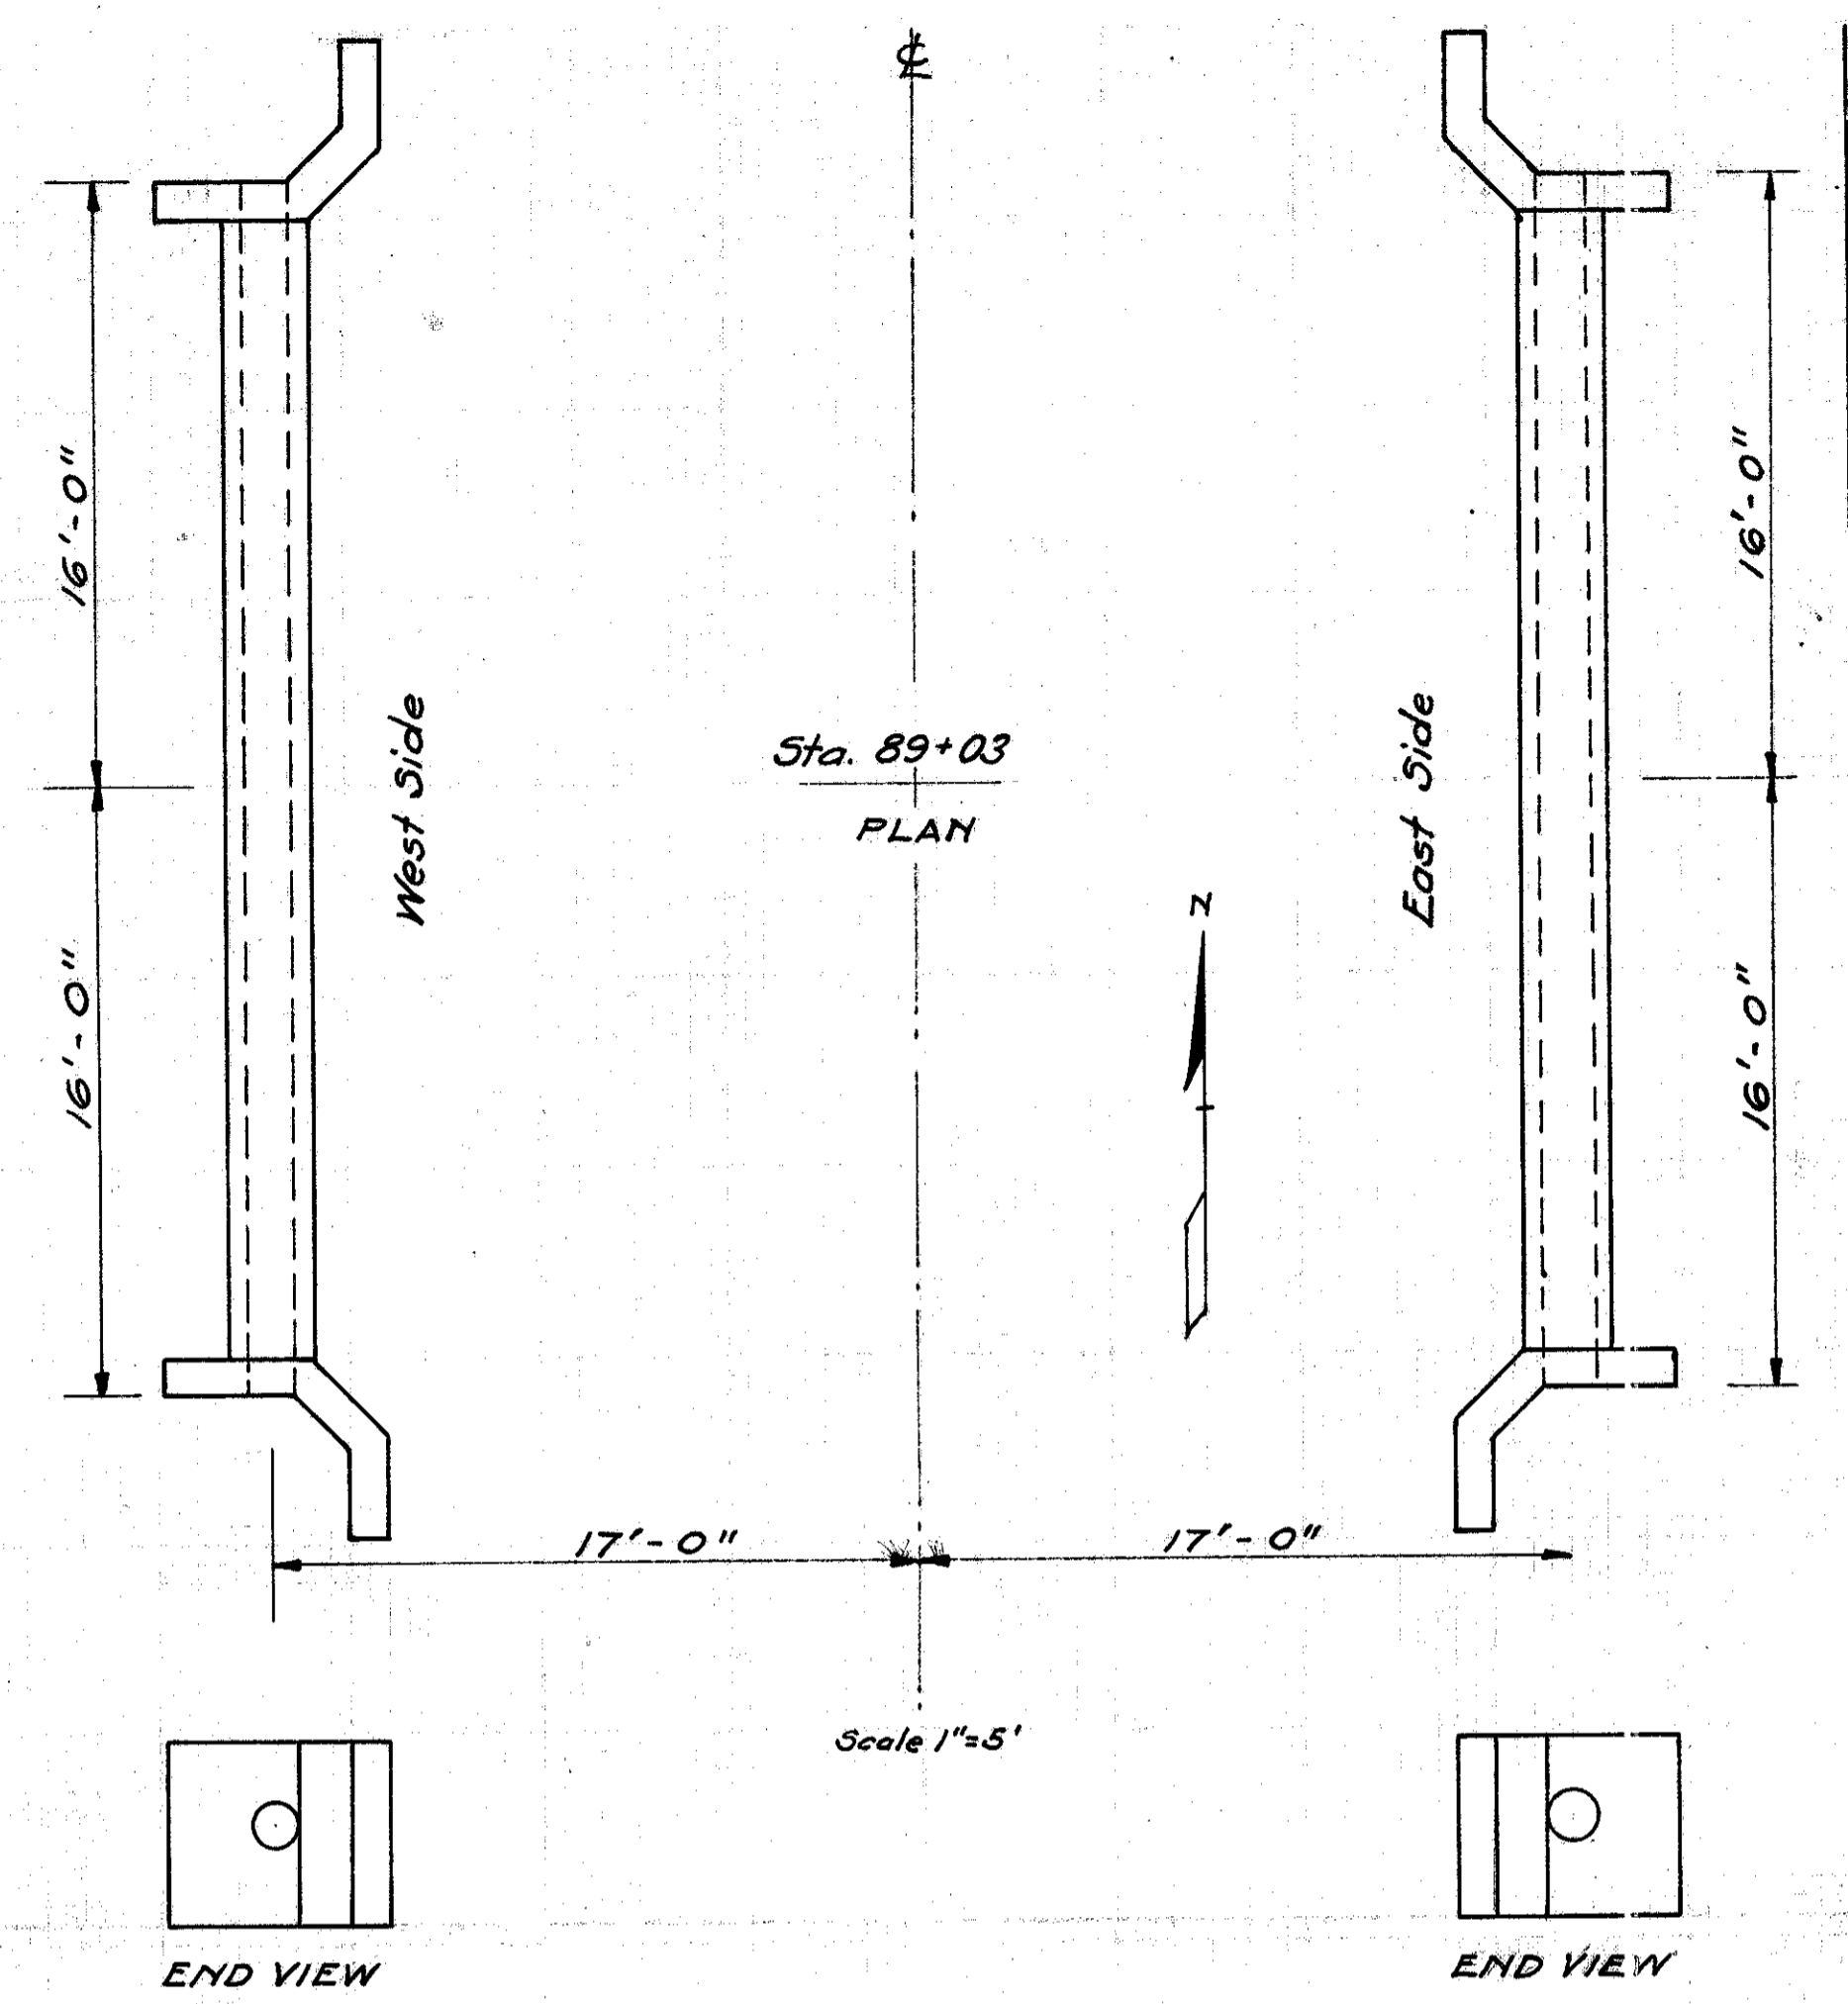 ℄
16'-0"
16'-0"
West Side
Sta. 89+03
PLAN
East Side
16'-0"
16'-0"
N
17'-0"
17'-0"
Scale 1"=5'
END VIEW
END VIEW